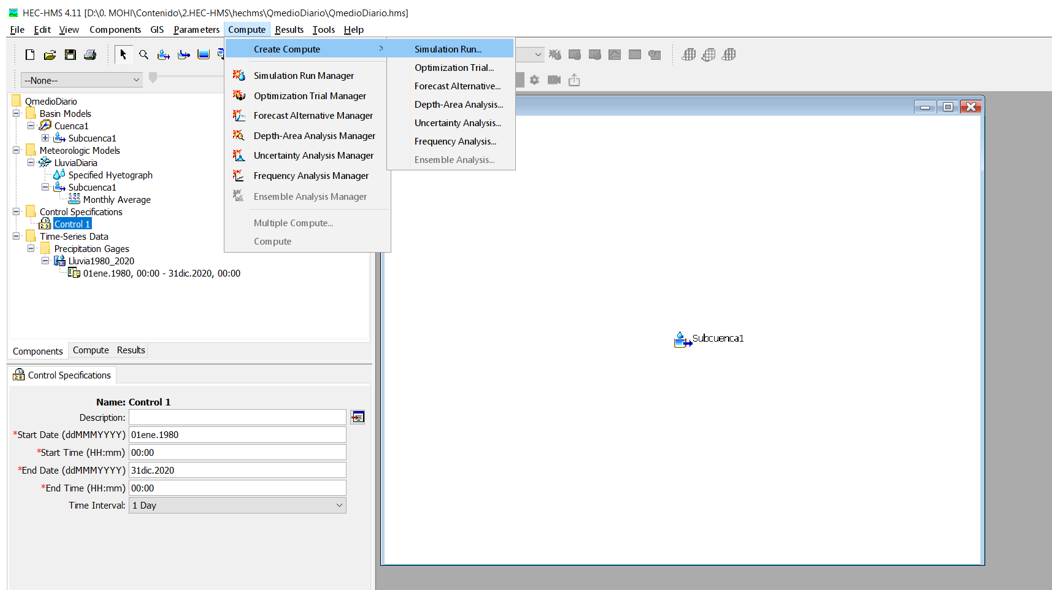 HEC-HMS 4.11 [D:\0. MOHI\Contenido\2.HEC-HMS\hechms\QmedioDiario\QmedioDiario.hms]
File Edit View Components GIS Parameters Compute Results Tools Help
Create Compute
Simulation Run Manager
Optimization Trial Manager
Forecast Alternative Manager
Depth-Area Analysis Manager
Uncertainty Analysis Manager
Frequency Analysis Manager
Ensemble Analysis Manager
Multiple Compute...
Compute
Simulation Run...
Optimization Trial...
Forecast Alternative...
Depth-Area Analysis...
Uncertainty Analysis...
Frequency Analysis...
Ensemble Analysis...
--None--
QmedioDiario
Basin Models
Cuenca1
Subcuenca1
Meteorologic Models
LluviaDiaria
Specified Hyetograph
Subcuenca1
Monthly Average
Control Specifications
Control 1
Time-Series Data
Precipitation Gages
Lluvia1980_2020
01ene.1980, 00:00 - 31dic.2020, 00:00
Components Compute Results
Control Specifications
Name: Control 1
Description:
*Start Date (ddMMMYYYY) 01ene.1980
*Start Time (HH:mm) 00:00
*End Date (ddMMMYYYY) 31dic.2020
*End Time (HH:mm) 00:00
Time Interval: 1 Day
Subcuenca1